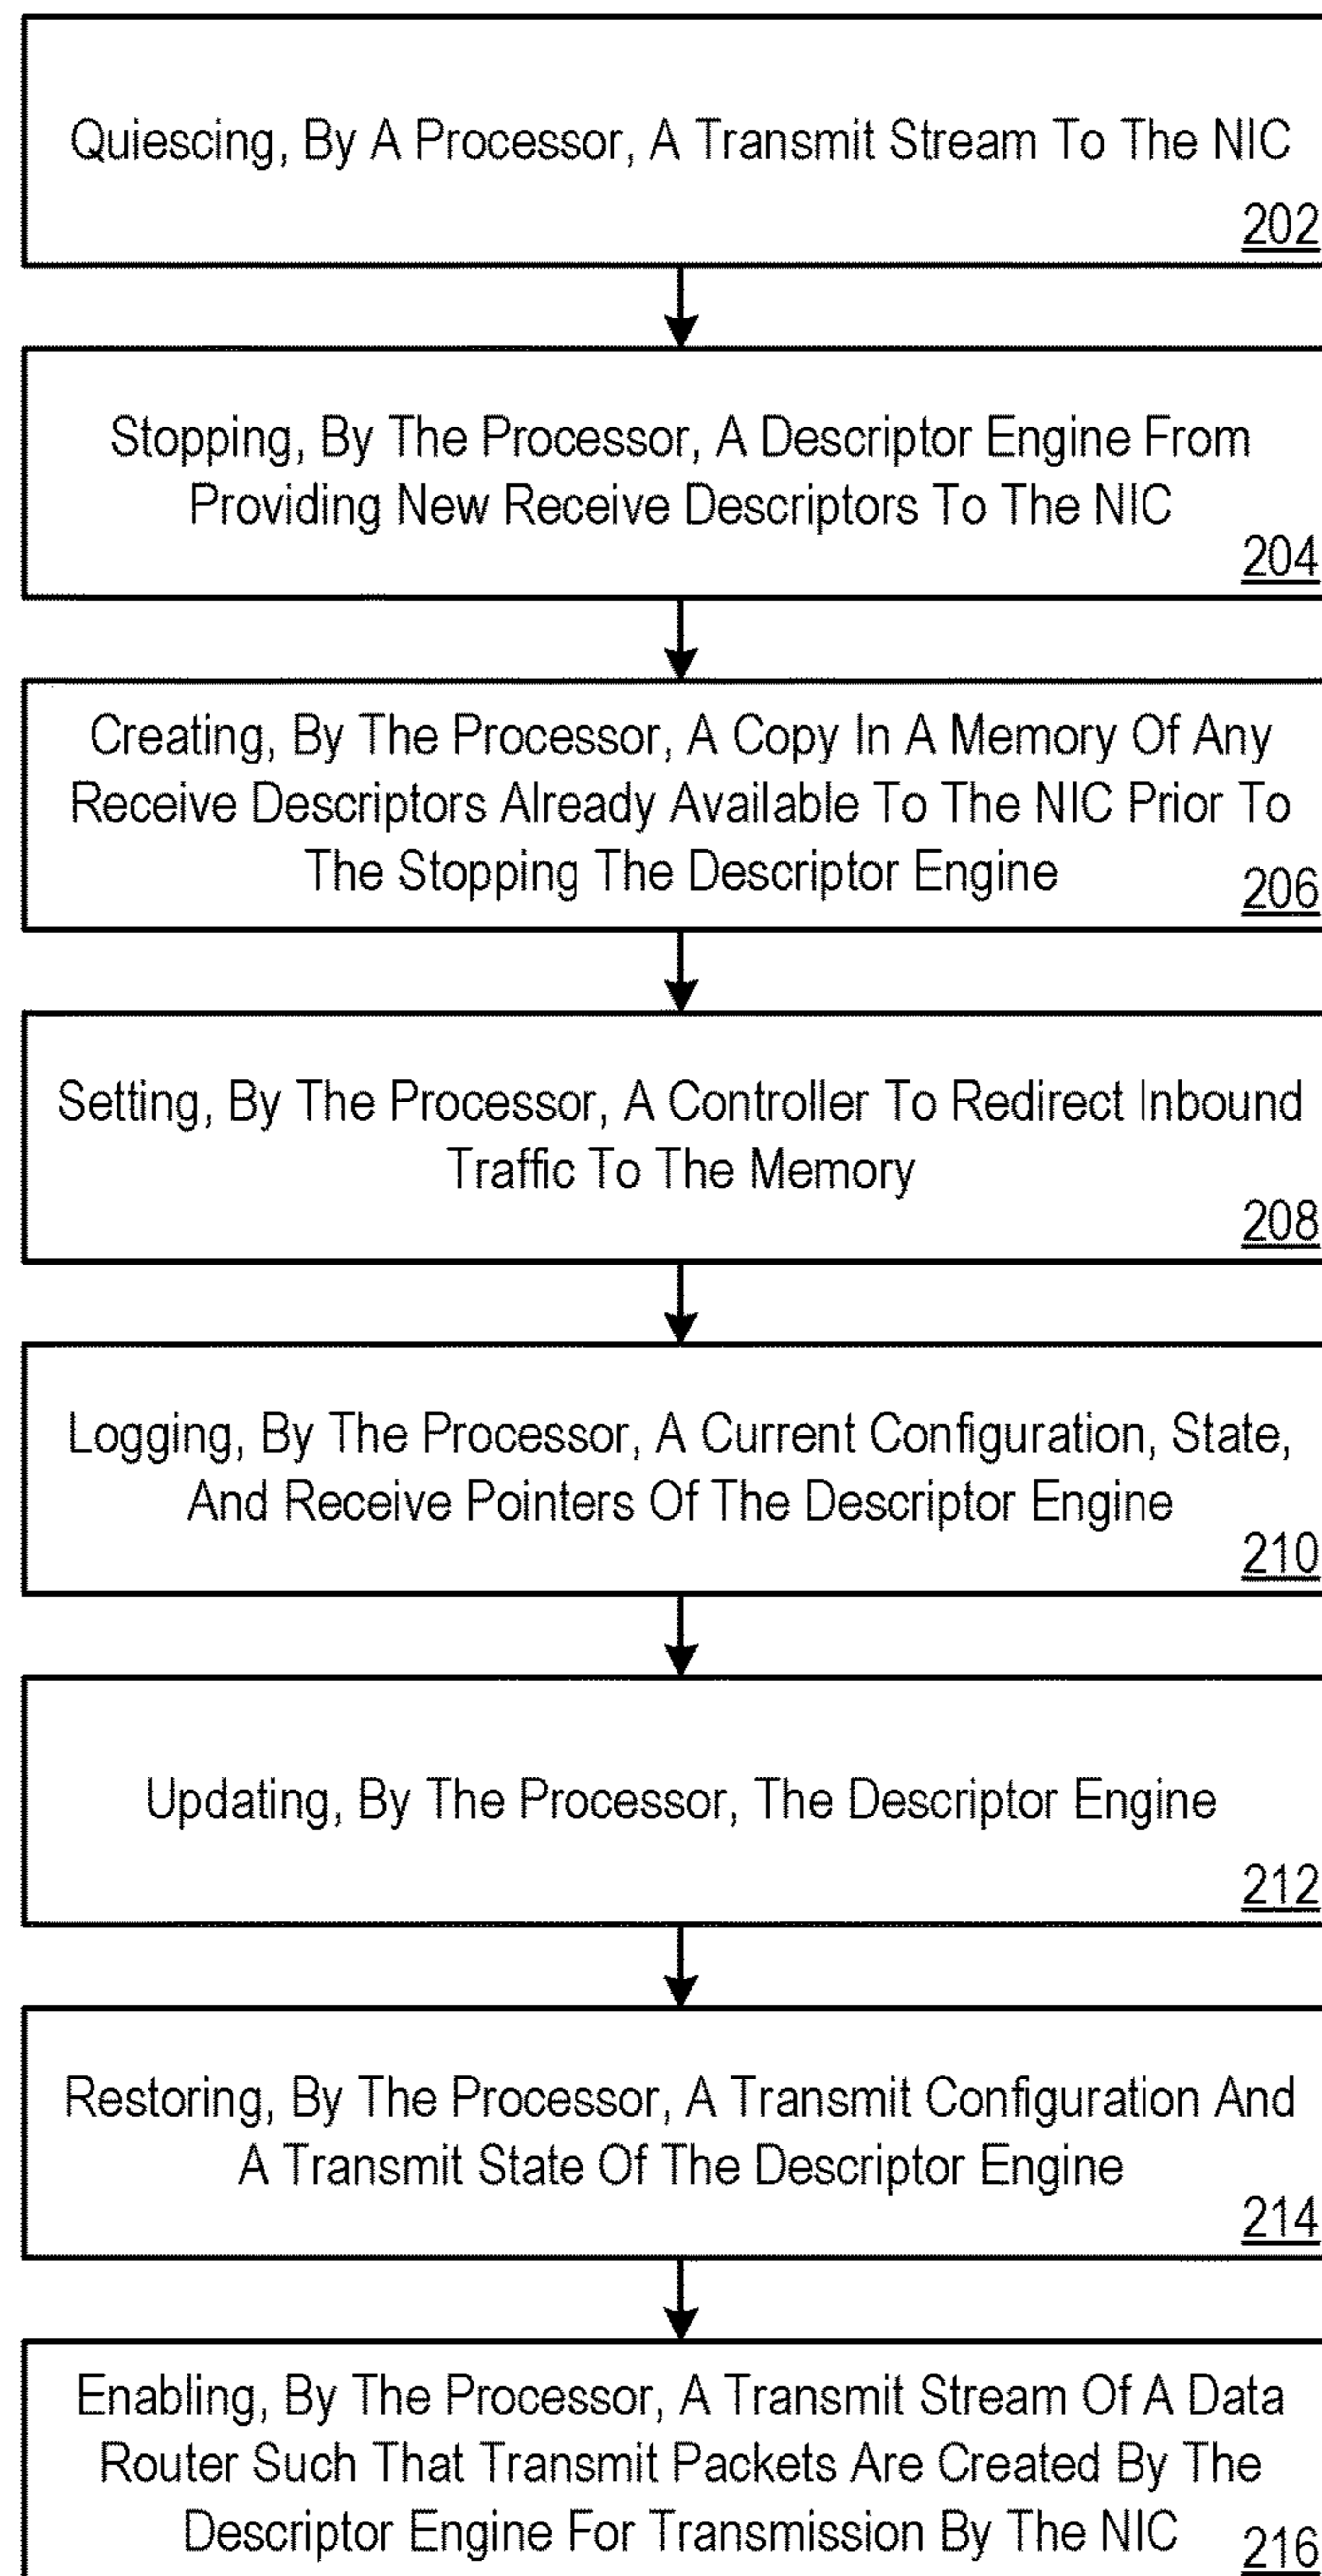 Quiescing, By A Processor, A Transmit Stream To The NIC
202
Stopping, By The Processor, A Descriptor Engine From
Providing New Receive Descriptors To The NIC
204
Creating, By The Processor, A Copy In A Memory Of Any
Receive Descriptors Already Available To The NIC Prior To
The Stopping The Descriptor Engine
206
Setting, By The Processor, A Controller To Redirect Inbound
Traffic To The Memory
208
Logging, By The Processor, A Current Configuration, State,
And Receive Pointers Of The Descriptor Engine
210
Updating, By The Processor, The Descriptor Engine
212
Restoring, By The Processor, A Transmit Configuration And
A Transmit State Of The Descriptor Engine
214
Enabling, By The Processor, A Transmit Stream Of A Data
Router Such That Transmit Packets Are Created By The
Descriptor Engine For Transmission By The NIC
216